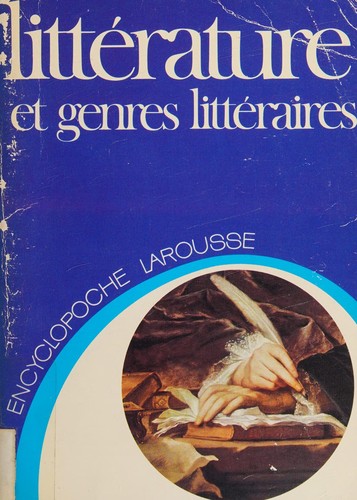 littérature
et genres littéraires
ENCYCLOPOCHE LAROUSSE